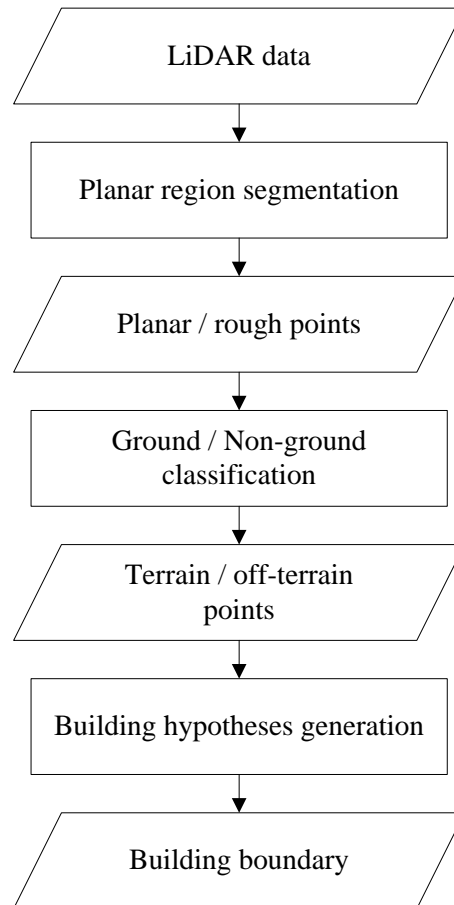 LiDAR data
Planar region segmentation
Planar / rough points
Ground / Non-ground
classification
Terrain / off-terrain
points
Building hypotheses generation
Building boundary